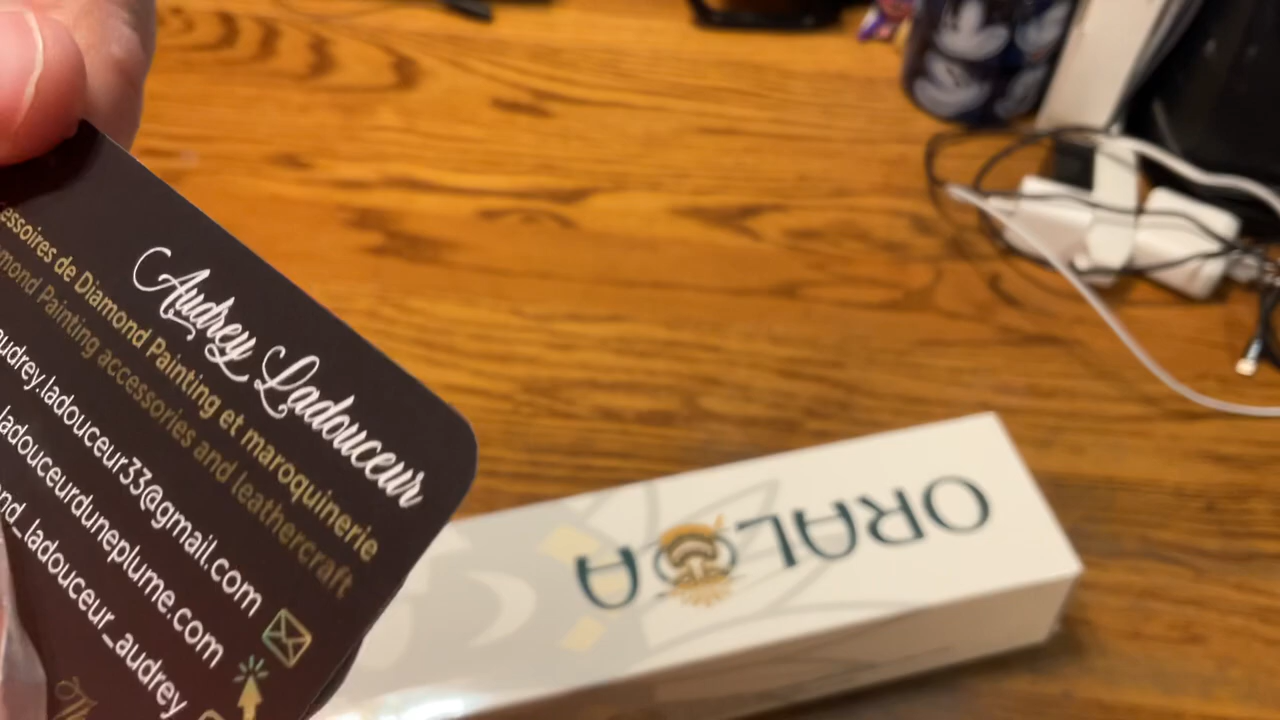 Audrey Ladouceur
essoires de Diamond Painting et maroquinerie
mond Painting accessories and leathercraft
audrey.ladouceur33@gmail.com
ladouceurduneplume.com
nd_ladouceur_audrey
ORALOA